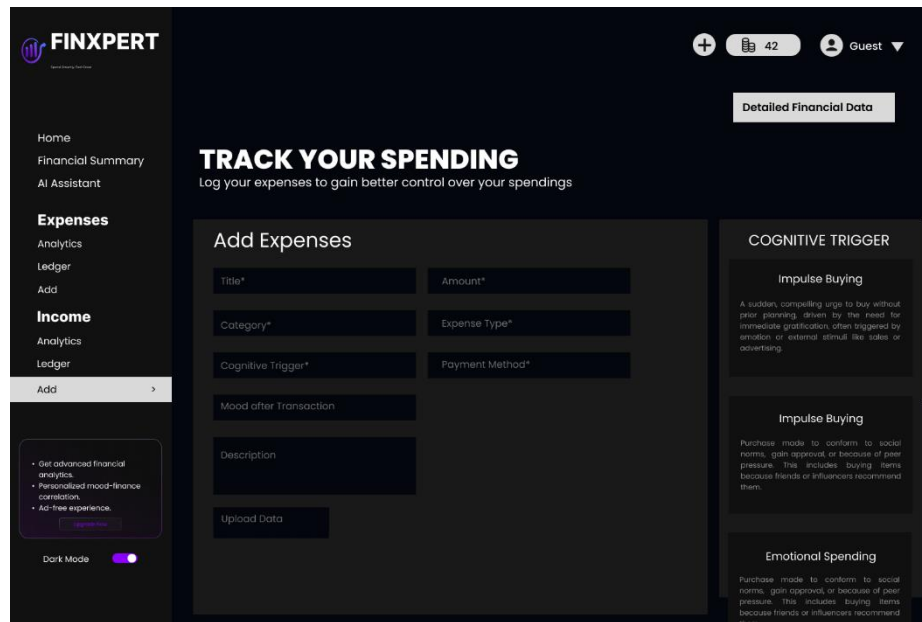 FINXPERT
42
Guest
Detailed Financial Data
Home
Financial Summary
AI Assistant
Expenses
Analytics
Ledger
Add
Income
Analytics
Ledger
Add >
• Get advanced financial
analytics.
• Personalized mood-finance
correlation.
• Ad-free experience.
Upgrade Now
Dark Mode
TRACK YOUR SPENDING
Log your expenses to gain better control over your spendings
Add Expenses
Title*
Amount*
Category*
Expense Type*
Cognitive Trigger*
Payment Method*
Mood after Transaction
Description
Upload Data
COGNITIVE TRIGGER
Impulse Buying
A sudden, compelling urge to buy without
prior planning, driven by the need for
immediate gratification, often triggered by
emotion or external stimuli like sales or
advertising.
Impulse Buying
Purchase made to conform to social
norms, gain approval, or because of peer
pressure. This includes buying items
because friends or influencers recommend
them.
Emotional Spending
Purchase made to conform to social
norms, gain approval, or because of peer
pressure. This includes buying items
because friends or influencers recommend